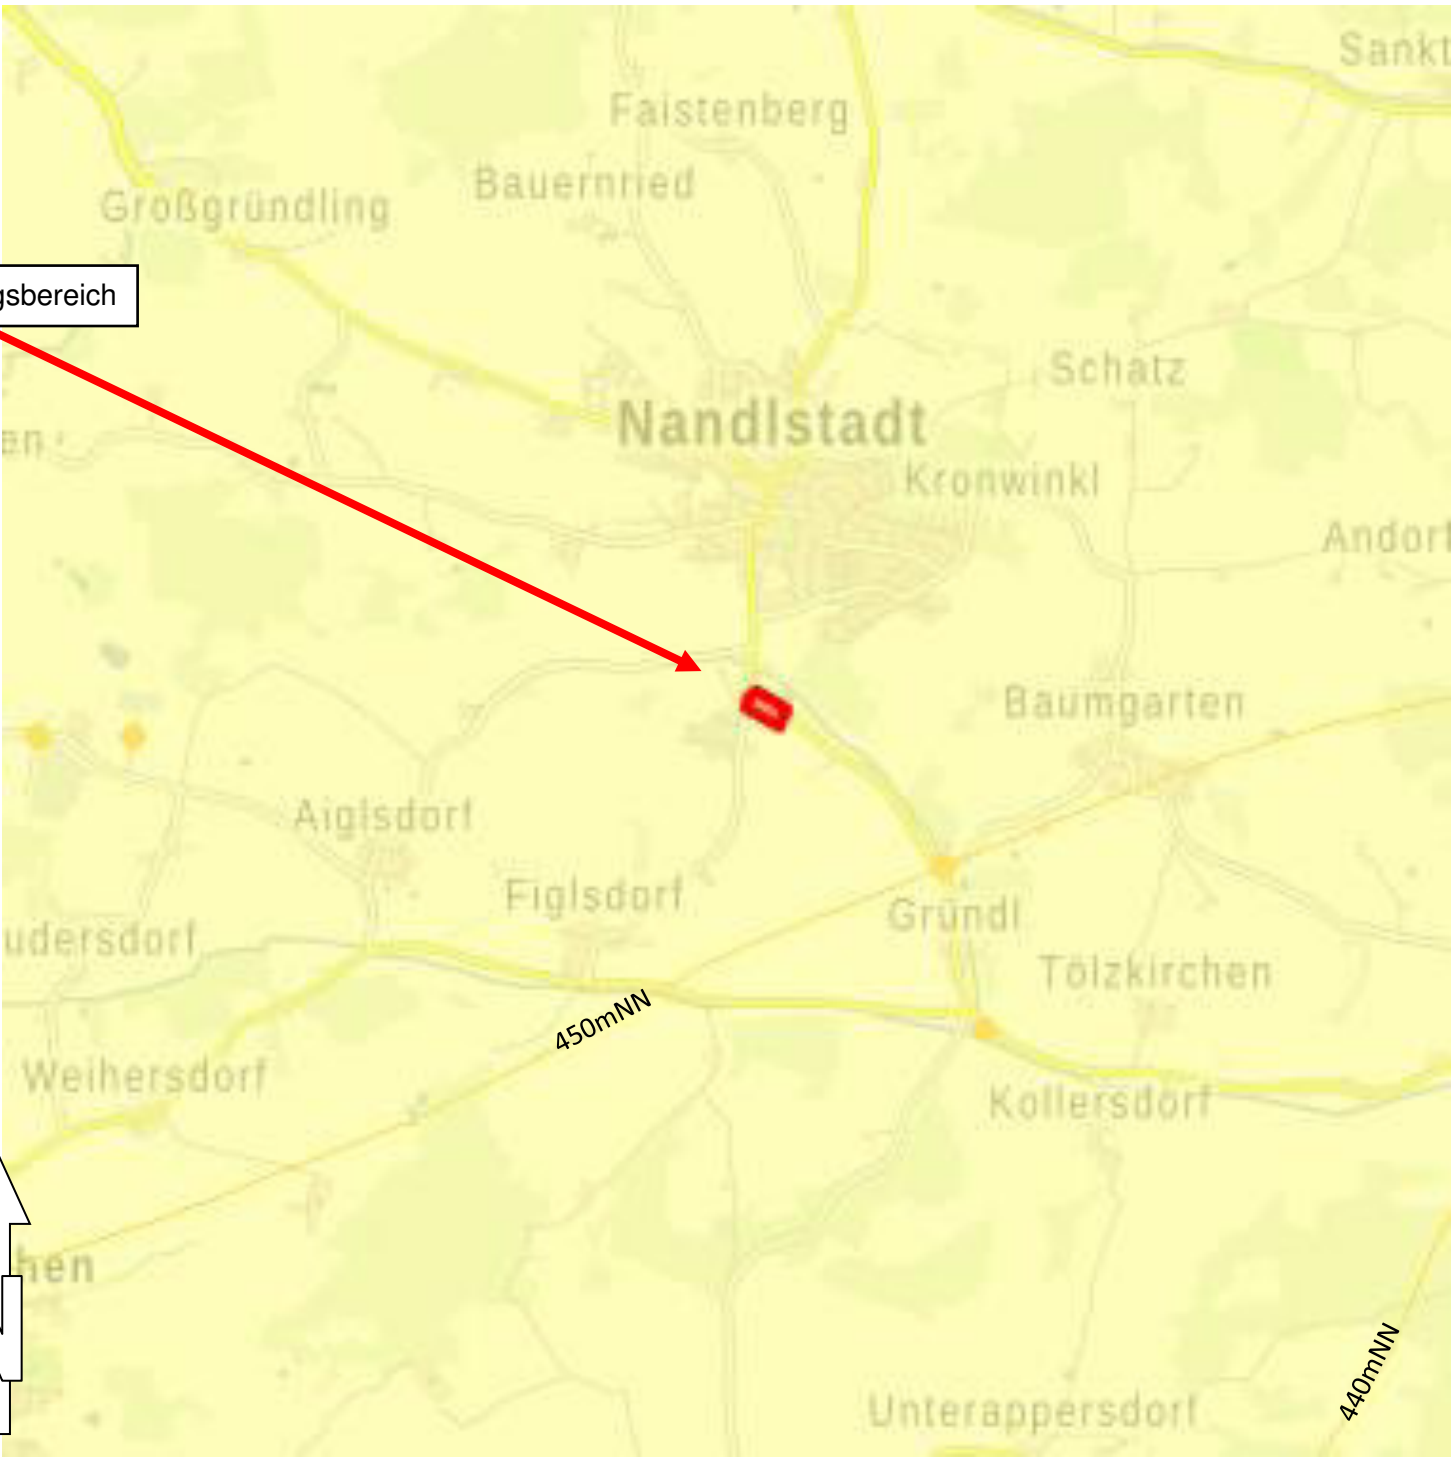 Sankt
Faistenberg
Bauernried
Großgründling
gsbereich
Schatz
Nandlstadt
en
Kronwinkl
Andorf
Baumgarten
Aiglsdorf
Figlsdorf
Gründl
udersdorf
Tölzkirchen
450mNN
Weihersdorf
Kollersdorf
hen
440mNN
Unterappersdorf